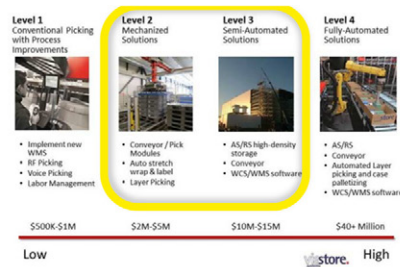 Level 1
Conventional Picking
with Process
Improvements
• Implement new
WMS
• RF Picking
• Voice Picking
• Labor Management
$500K-$1M
Level 2
Mechanized
Solutions
• Conveyor / Pick
Modules
• Auto stretch
wrap & label
• Layer Picking
$2M-$5M
Level 3
Semi-Automated
Solutions
• AS/RS high-density
storage
• Conveyor
• WCS/WMS software
$10M-$15M
Level 4
Fully-Automated
Solutions
• AS/RS
• Conveyor
• Automated Layer
picking and case
palletizing
• WCS/WMS software
$40+ Million
Low
store.
High